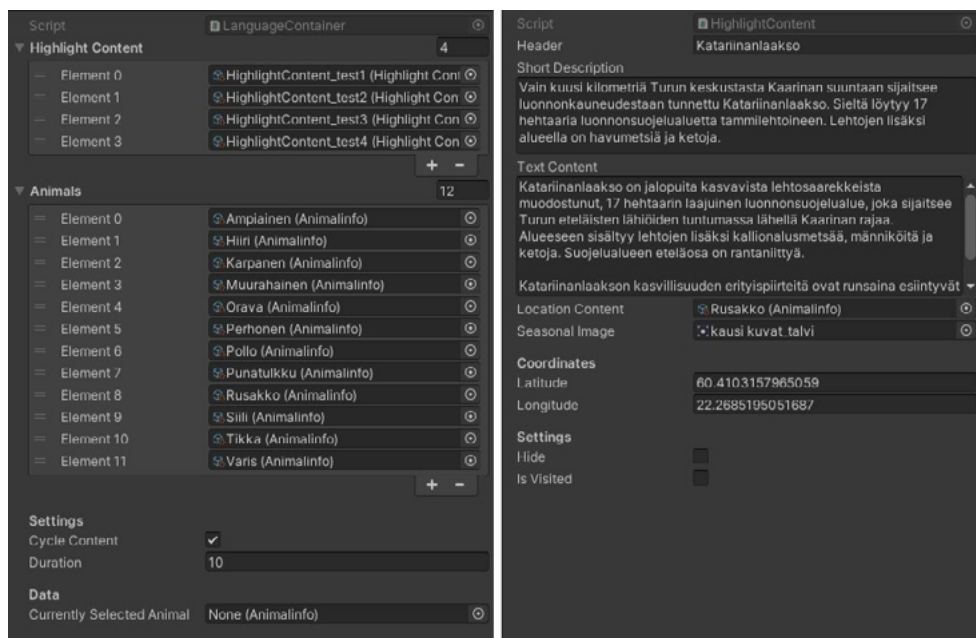 Script LanguageContainer
Highlight Content 4
Element 0 HighlightContent_test1 (Highlight Cont
Element 1 HighlightContent_test2 (Highlight Con
Element 2 HighlightContent_test3 (Highlight Con
Element 3 HighlightContent_test4 (Highlight Con
+ -
Animals 12
Element 0 Ampiainen (Animalinfo)
Element 1 Hiiri (Animalinfo)
Element 2 Karpanen (Animalinfo)
Element 3 Muurahainen (Animalinfo)
Element 4 Orava (Animalinfo)
Element 5 Perhonen (Animalinfo)
Element 6 Pollo (Animalinfo)
Element 7 Punatulkku (Animalinfo)
Element 8 Rusakko (Animalinfo)
Element 9 Siili (Animalinfo)
Element 10 Tikka (Animalinfo)
Element 11 Varis (Animalinfo)
+ -
Settings
Cycle Content
Duration 10
Data
Currently Selected Animal None (Animalinfo)
Script HighlightContent
Header Katariinanlaakso
Short Description
Vain kuusi kilometriä Turun keskustasta Kaarinan suuntaan sijaitsee
luonnonkauneudestaan tunnettu Katariinanlaakso. Sieltä löytyy 17
hehtaaria luonnonsuojelualuetta tammilehtoineen. Lehtojen lisäksi
alueella on havumetsiä ja ketoja.
Text Content
Katariinanlaakso on jalopuita kasvavista lehtosaarekkeista
muodostunut, 17 hehtaarin laajuinen luonnonsuojelualue, joka sijaitsee
Turun eteläisten lähiöiden tuntumassa lähellä Kaarinan rajaa.
Alueeseen sisältyy lehtojen lisäksi kallionalusmetsää, männiköitä ja
ketoja. Suojelualueen eteläosa on rantaniittyä.
Katariinanlaakson kasvillisuuden erityispiirteitä ovat runsaina esiintyvät
Location Content Rusakko (Animalinfo)
Seasonal Image kausi kuvat_talvi
Coordinates
Latitude 60.4103157965059
Longitude 22.2685195051687
Settings
Hide
Is Visited